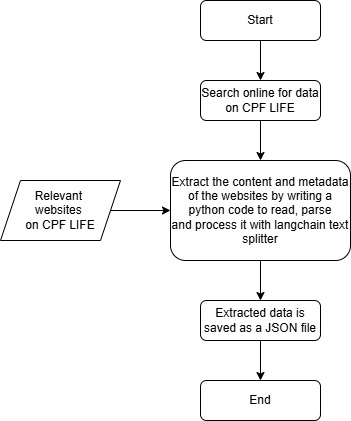 Start
Search online for data
on CPF LIFE
Extract the content and metadata
of the websites by writing a
python code to read, parse
and process it with langchain text
splitter
Relevant
websites
on CPF LIFE
Extracted data is
saved as a JSON file
End